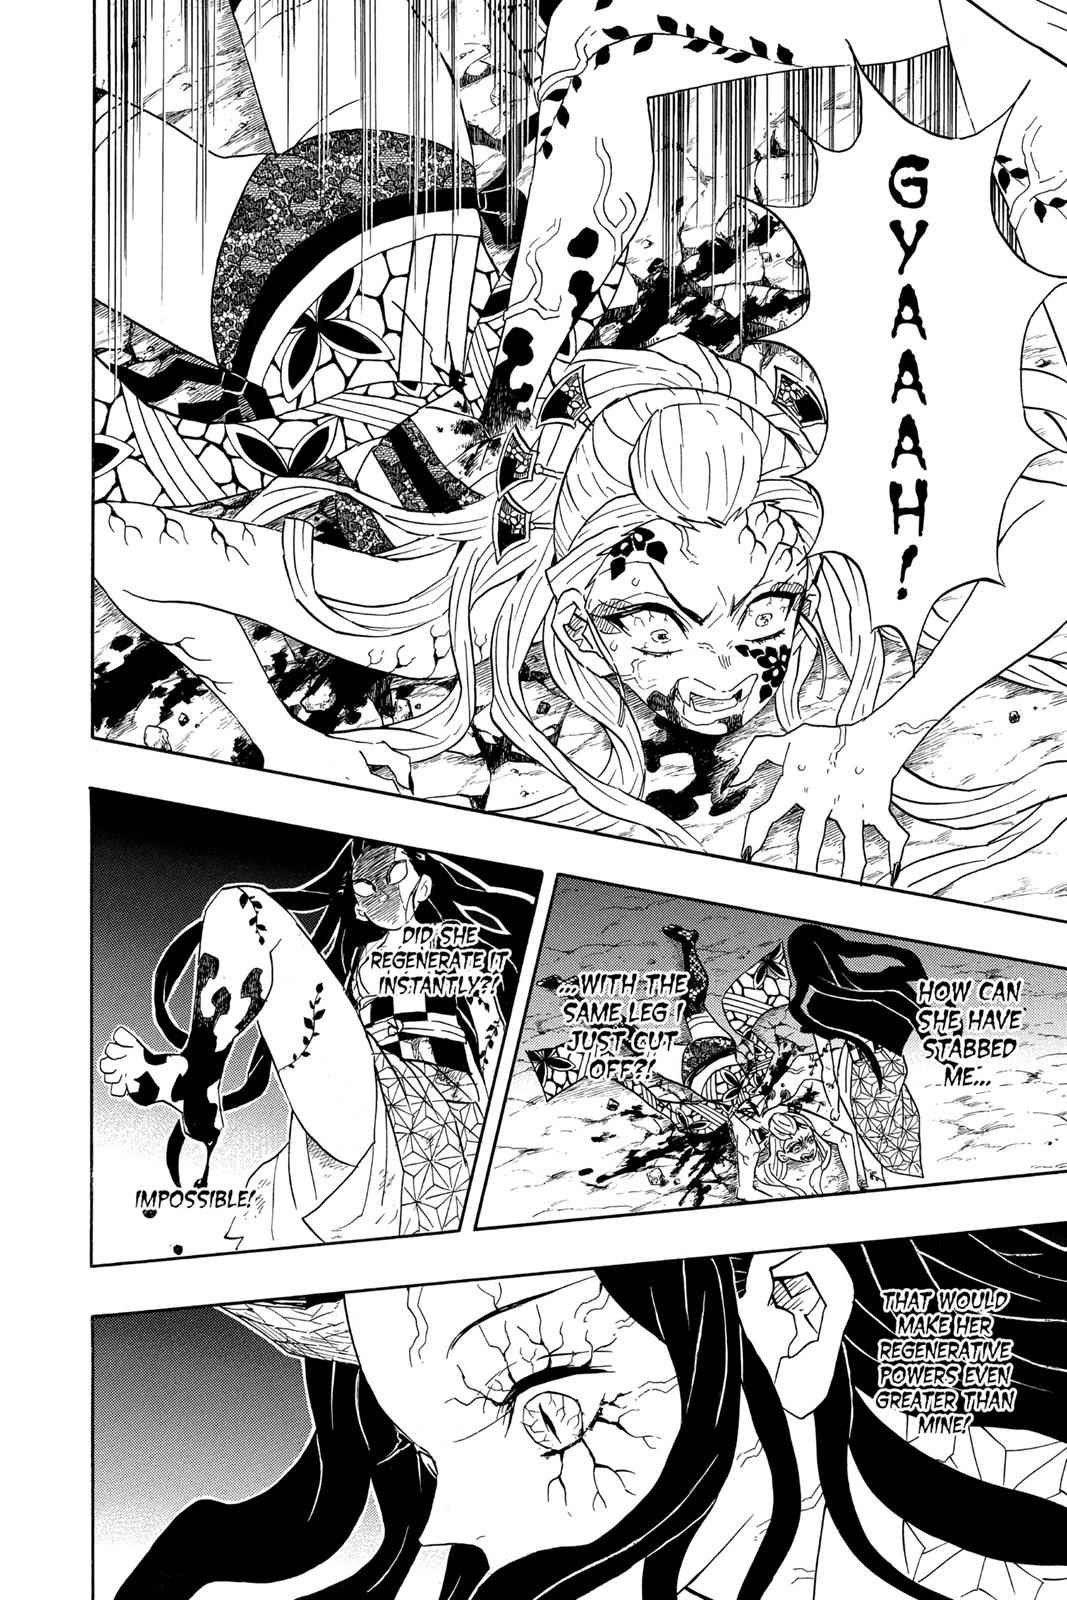 GYAAAH!
HOW CAN
SHE HAVE
STABBED
ME...
...WITH THE
SAME LEG I
JUST CUT
OFF?!
DID SHE
REGENERATE IT
INSTANTLY?!
IMPOSSIBLE!
THAT WOULD
MAKE HER
REGENERATIVE
POWERS EVEN
GREATER THAN
MINE!